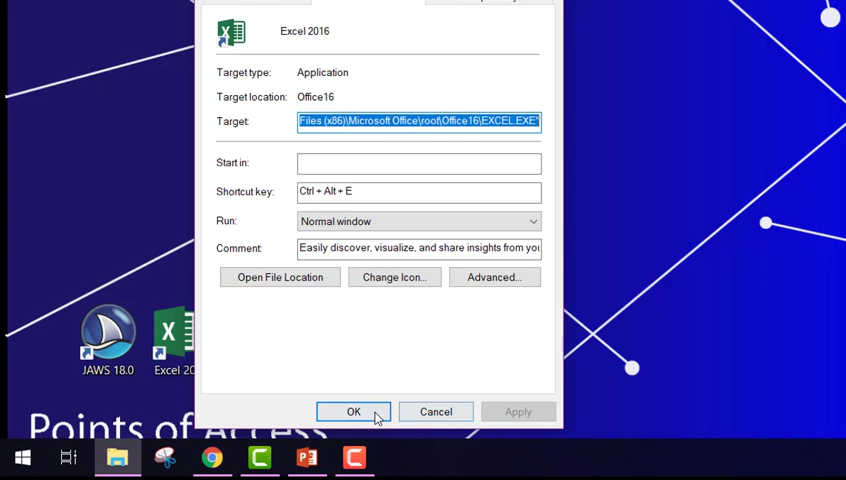 Excel 2016
Target type: Application
Target location: Office16
Target: Files (x86)\Microsoft Office\root\Office16\EXCEL.EXE"
Start in:
Shortcut key: Ctrl + Alt + E
Run: Normal window
Comment: Easily discover, visualize, and share insights from you
Open File Location Change Icon... Advanced...
JAWS 18.0 Excel 20
OK Cancel Apply
Points of Access